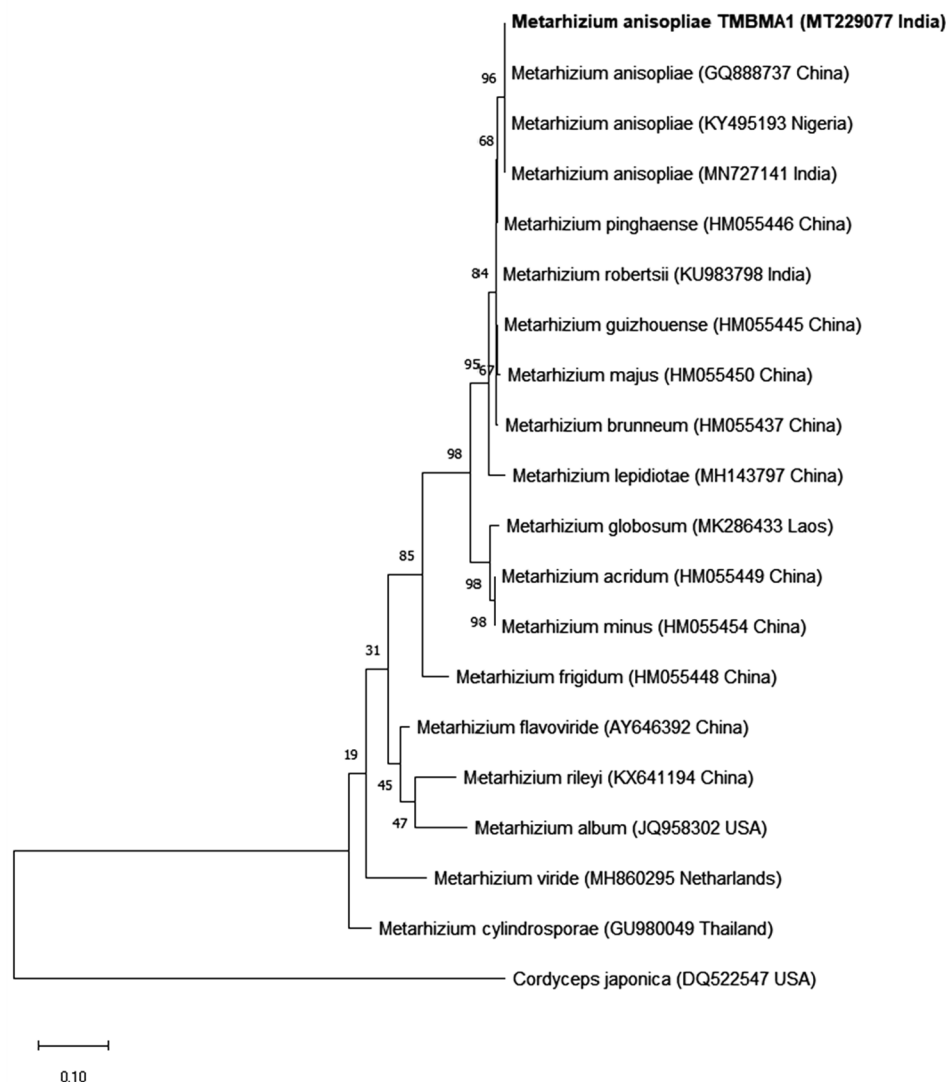 Metarhizium anisopliae TMBMA1 (MT229077 India)
96
Metarhizium anisopliae (GQ888737 China)
Metarhizium anisopliae (KY495193 Nigeria)
68
Metarhizium anisopliae (MN727141 India)
Metarhizium pinghaense (HM055446 China)
84
Metarhizium robertsii (KU983798 India)
Metarhizium guizhouense (HM055445 China)
95
67
Metarhizium majus (HM055450 China)
Metarhizium brunneum (HM055437 China)
98
Metarhizium lepidiotae (MH143797 China)
Metarhizium globosum (MK286433 Laos)
85
Metarhizium acridum (HM055449 China)
98
98
Metarhizium minus (HM055454 China)
31
Metarhizium frigidum (HM055448 China)
Metarhizium flavoviride (AY646392 China)
19
Metarhizium rileyi (KX641194 China)
45
47
Metarhizium album (JQ958302 USA)
Metarhizium viride (MH860295 Netharlands)
Metarhizium cylindrosporae (GU980049 Thailand)
Cordyceps japonica (DQ522547 USA)
0.10